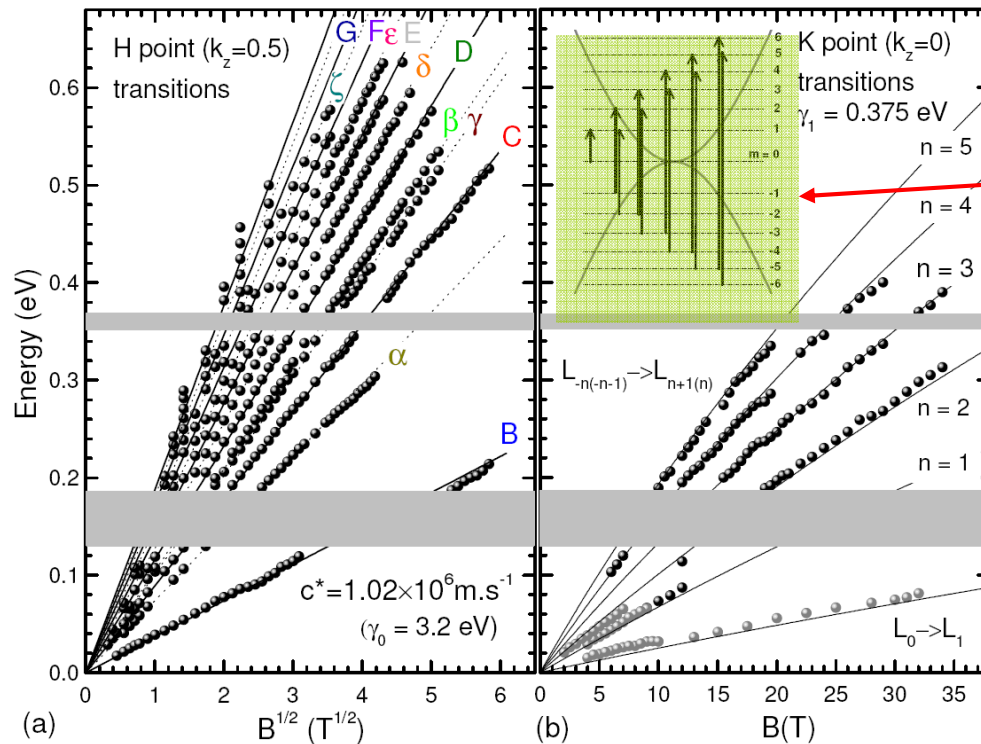 H point (k_z=0.5)
transitions
G F ε E D
ζ δ
β γ C
α
B
c*=1.02×10^6 m.s^-1
(γ_0 = 3.2 eV)
Energy (eV)
0.6
0.5
0.4
0.3
0.2
0.1
0.0
0 1 2 3 4 5 6
B^1/2 (T^1/2)
(a)
K point (k_z=0)
transitions
γ_1 = 0.375 eV
6
5
4
3
2
1
m = 0
-1
-2
-3
-4
-5
-6
n = 5
n = 4
n = 3
n = 2
n = 1
L_-n(-n-1)->L_n+1(n)
L_0->L_1
0 5 10 15 20 25 30 35
B(T)
(b)